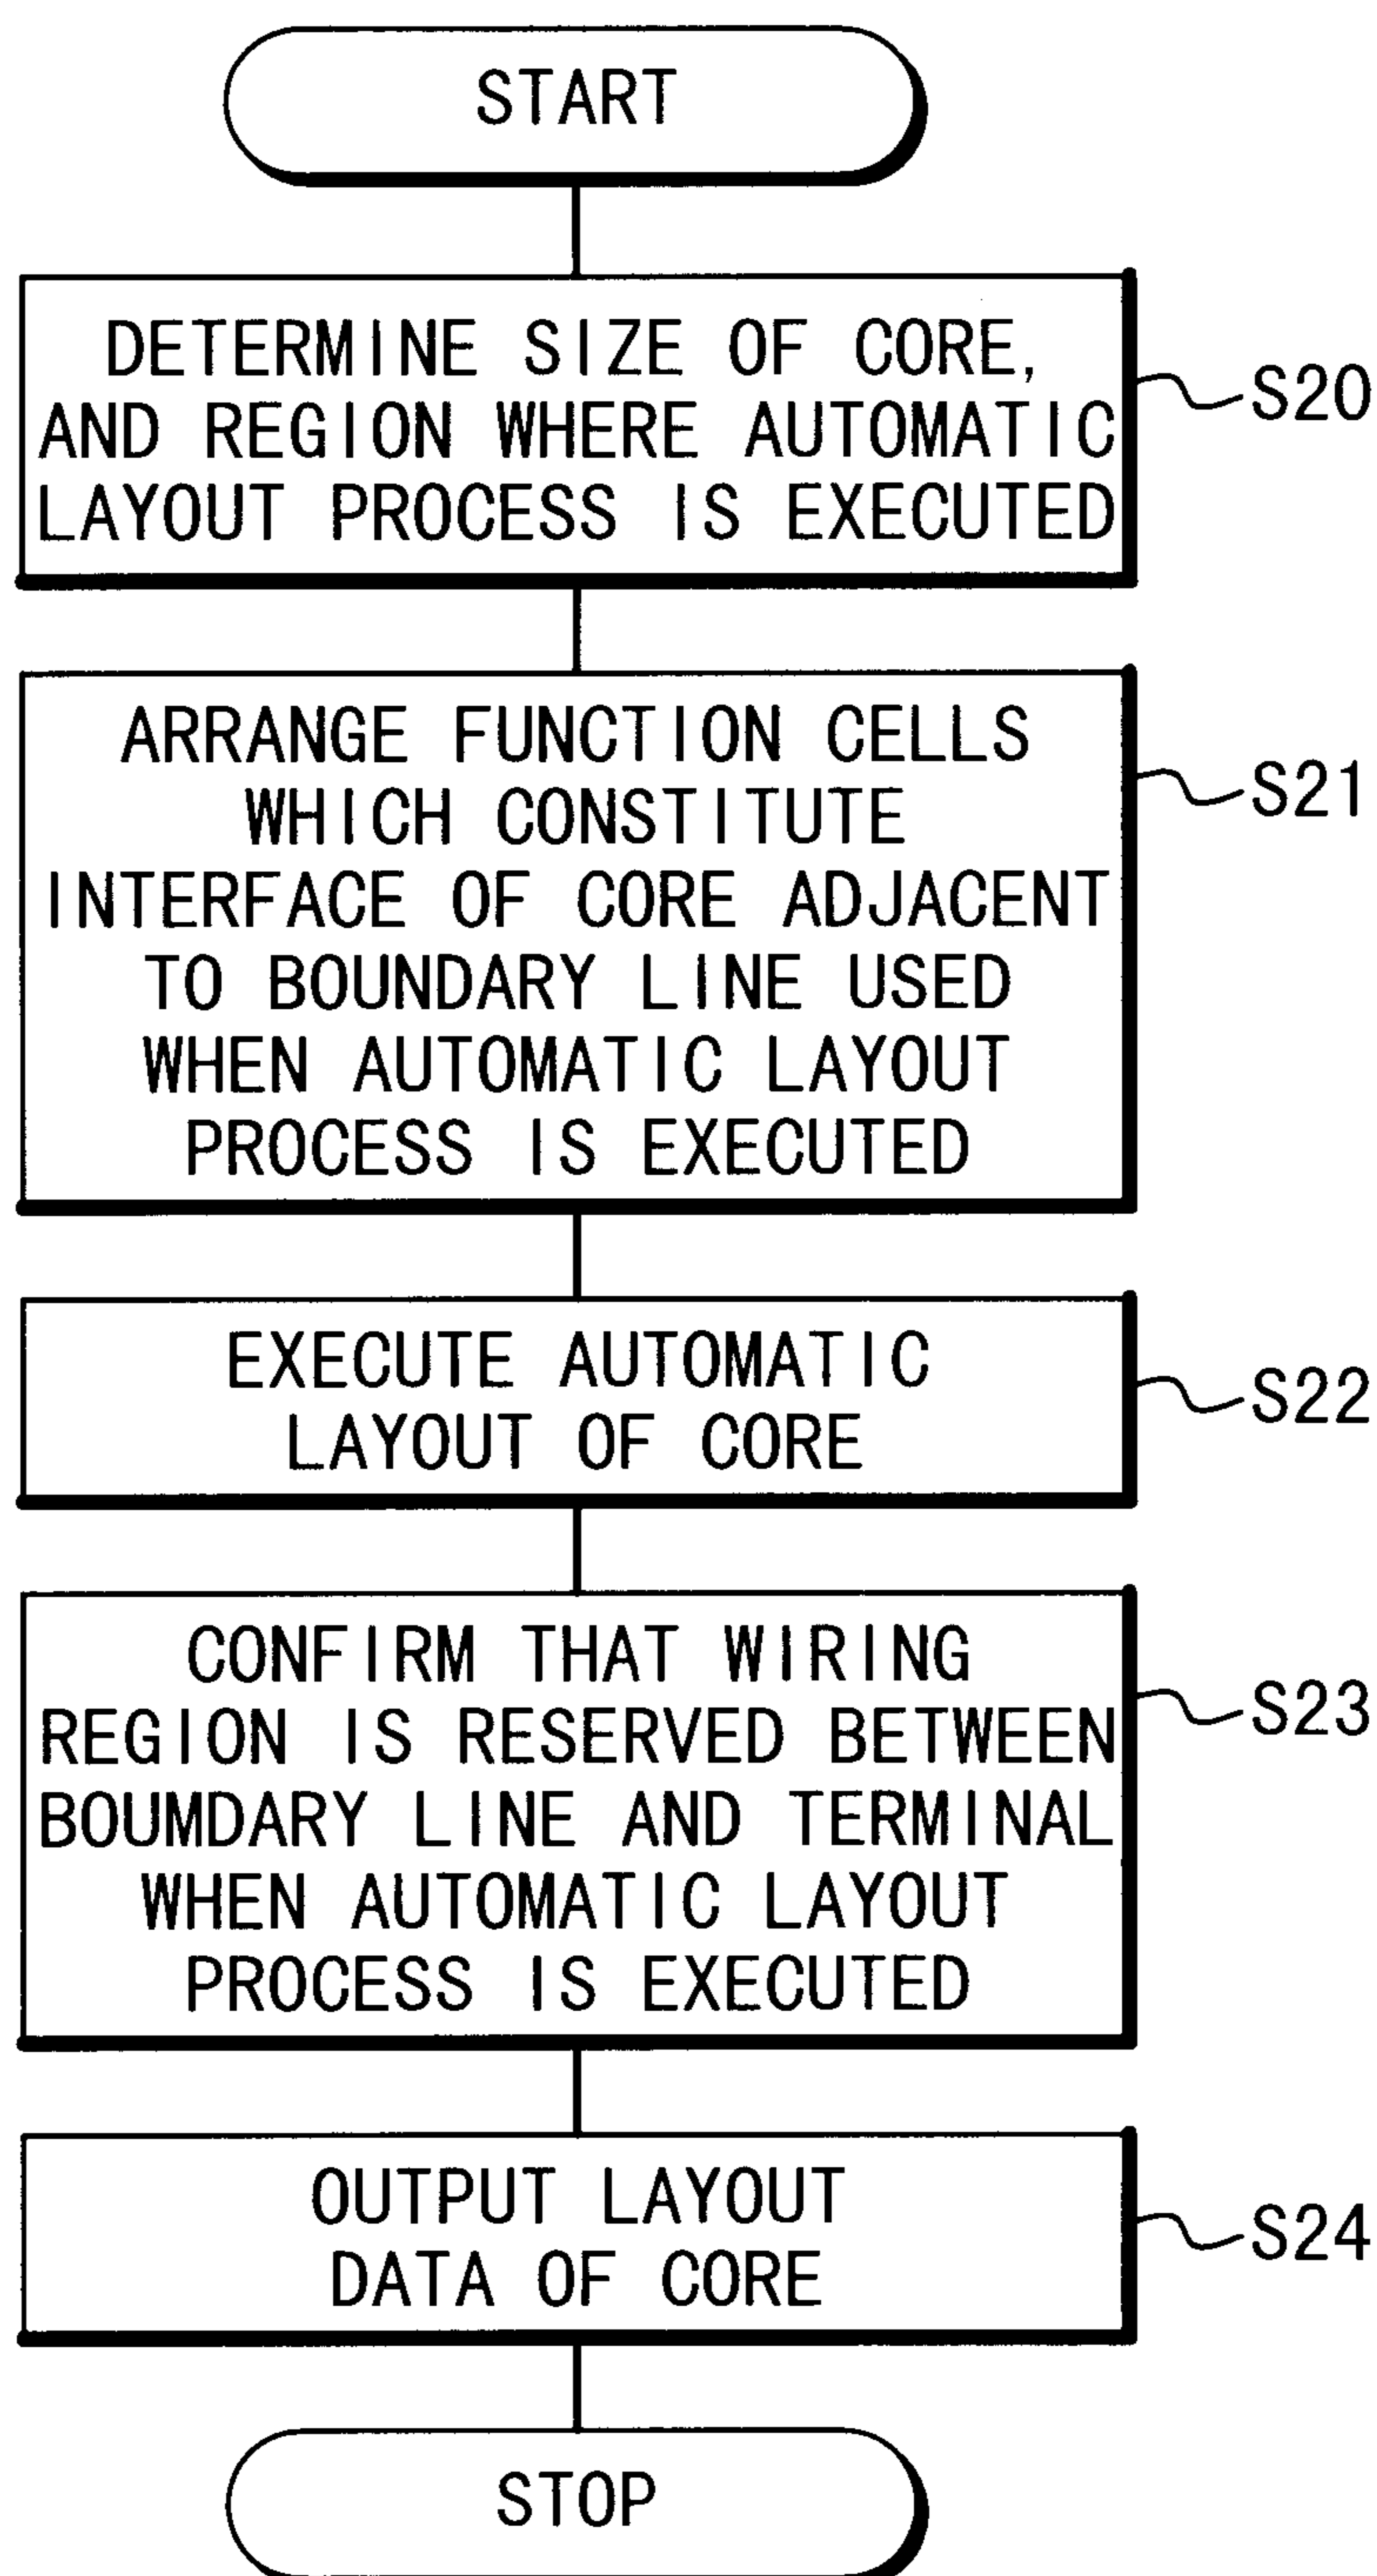 START
DETERMINE SIZE OF CORE,
AND REGION WHERE AUTOMATIC
LAYOUT PROCESS IS EXECUTED
S20
ARRANGE FUNCTION CELLS
WHICH CONSTITUTE
INTERFACE OF CORE ADJACENT
TO BOUNDARY LINE USED
WHEN AUTOMATIC LAYOUT
PROCESS IS EXECUTED
S21
EXECUTE AUTOMATIC
LAYOUT OF CORE
S22
CONFIRM THAT WIRING
REGION IS RESERVED BETWEEN
BOUMDARY LINE AND TERMINAL
WHEN AUTOMATIC LAYOUT
PROCESS IS EXECUTED
S23
OUTPUT LAYOUT
DATA OF CORE
S24
STOP